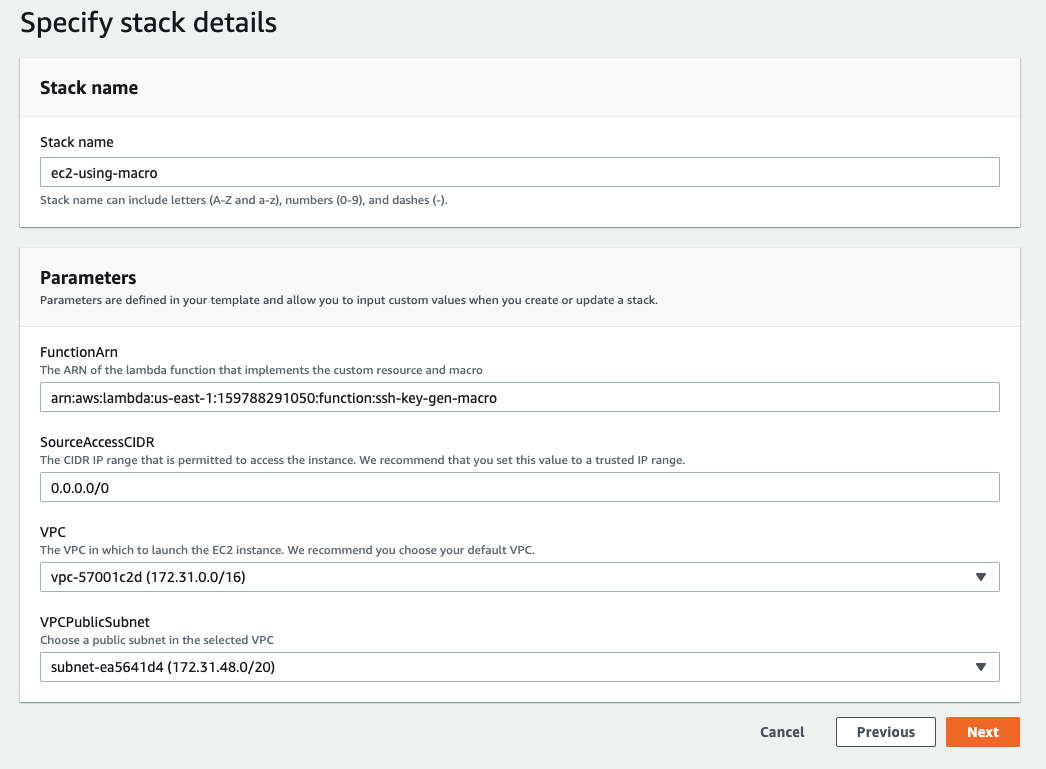 Specify stack details
Stack name
Stack name
ec2-using-macro
Stack name can include letters (A-Z and a-z), numbers (0-9), and dashes (-).
Parameters
Parameters are defined in your template and allow you to input custom values when you create or update a stack.
FunctionArn
The ARN of the lambda function that implements the custom resource and macro
arn:aws:lambda:us-east-1:159788291050:function:ssh-key-gen-macro
SourceAccessCIDR
The CIDR IP range that is permitted to access the instance. We recommend that you set this value to a trusted IP range.
0.0.0.0/0
VPC
The VPC in which to launch the EC2 instance. We recommend you choose your default VPC.
vpc-57001c2d (172.31.0.0/16)
VPCPublicSubnet
Choose a public subnet in the selected VPC
subnet-ea5641d4 (172.31.48.0/20)
Cancel Previous Next